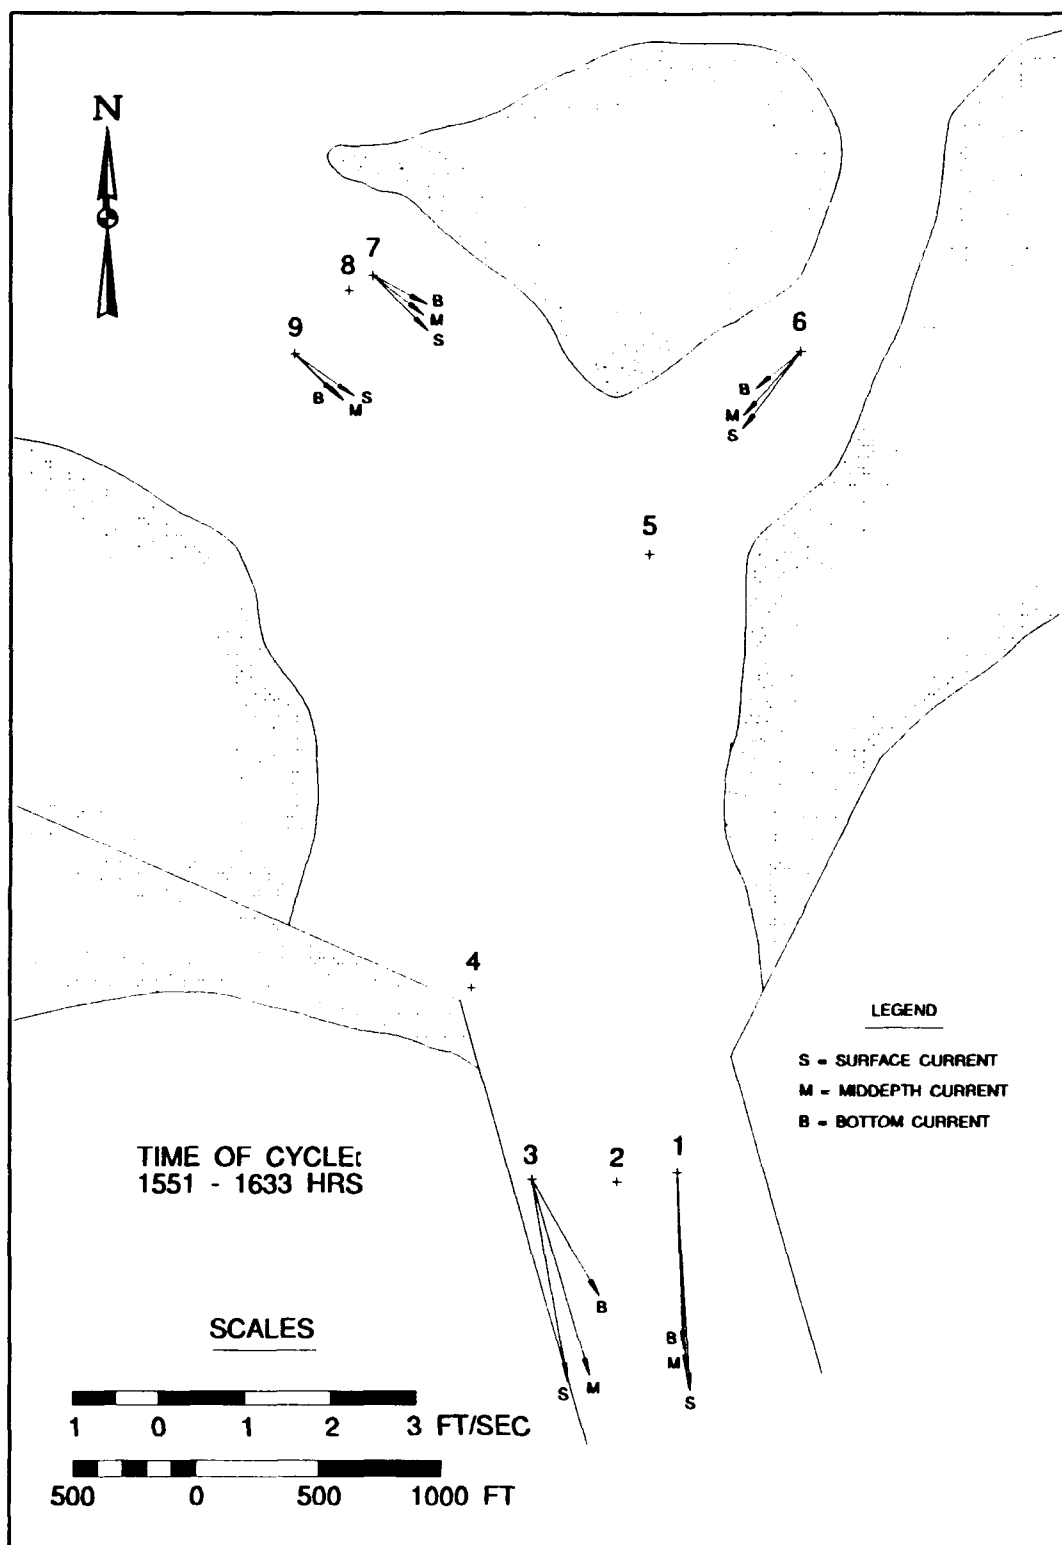 N
7
8
B
M
S
9
S
B
M
6
B
M
S
5
4
LEGEND
S = SURFACE CURRENT
M = MIDDEPTH CURRENT
B = BOTTOM CURRENT
TIME OF CYCLE:
1551 - 1633 HRS
3
2
1
B
B
M
S
M
S
SCALES
1 0 1 2 3 FT/SEC
500 0 500 1000 FT